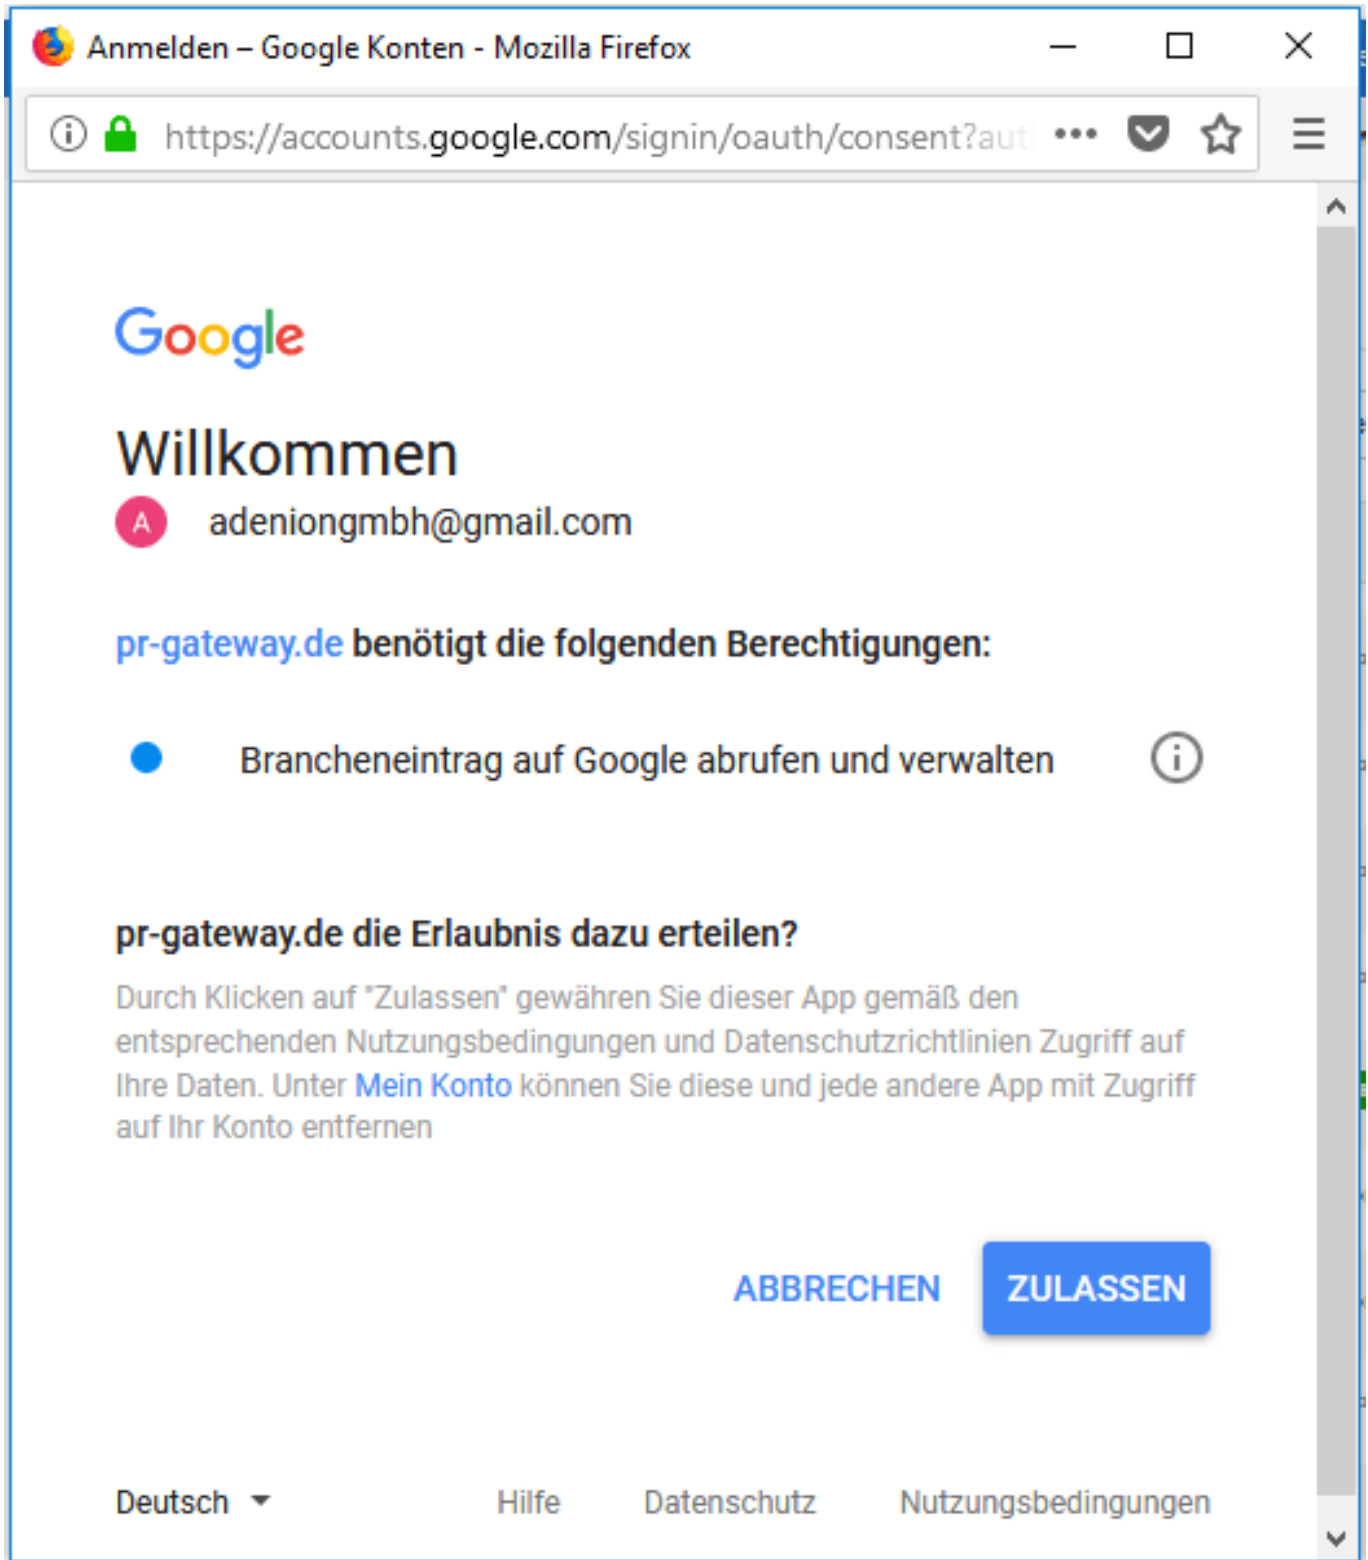 Anmelden – Google Konten - Mozilla Firefox
https://accounts.google.com/signin/oauth/consent?aut
Google
Willkommen
A adeniongmbh@gmail.com
pr-gateway.de benötigt die folgenden Berechtigungen:
Brancheneintrag auf Google abrufen und verwalten
pr-gateway.de die Erlaubnis dazu erteilen?
Durch Klicken auf "Zulassen" gewähren Sie dieser App gemäß den
entsprechenden Nutzungsbedingungen und Datenschutzrichtlinien Zugriff auf
Ihre Daten. Unter Mein Konto können Sie diese und jede andere App mit Zugriff
auf Ihr Konto entfernen
ABBRECHEN ZULASSEN
Deutsch Hilfe Datenschutz Nutzungsbedingungen